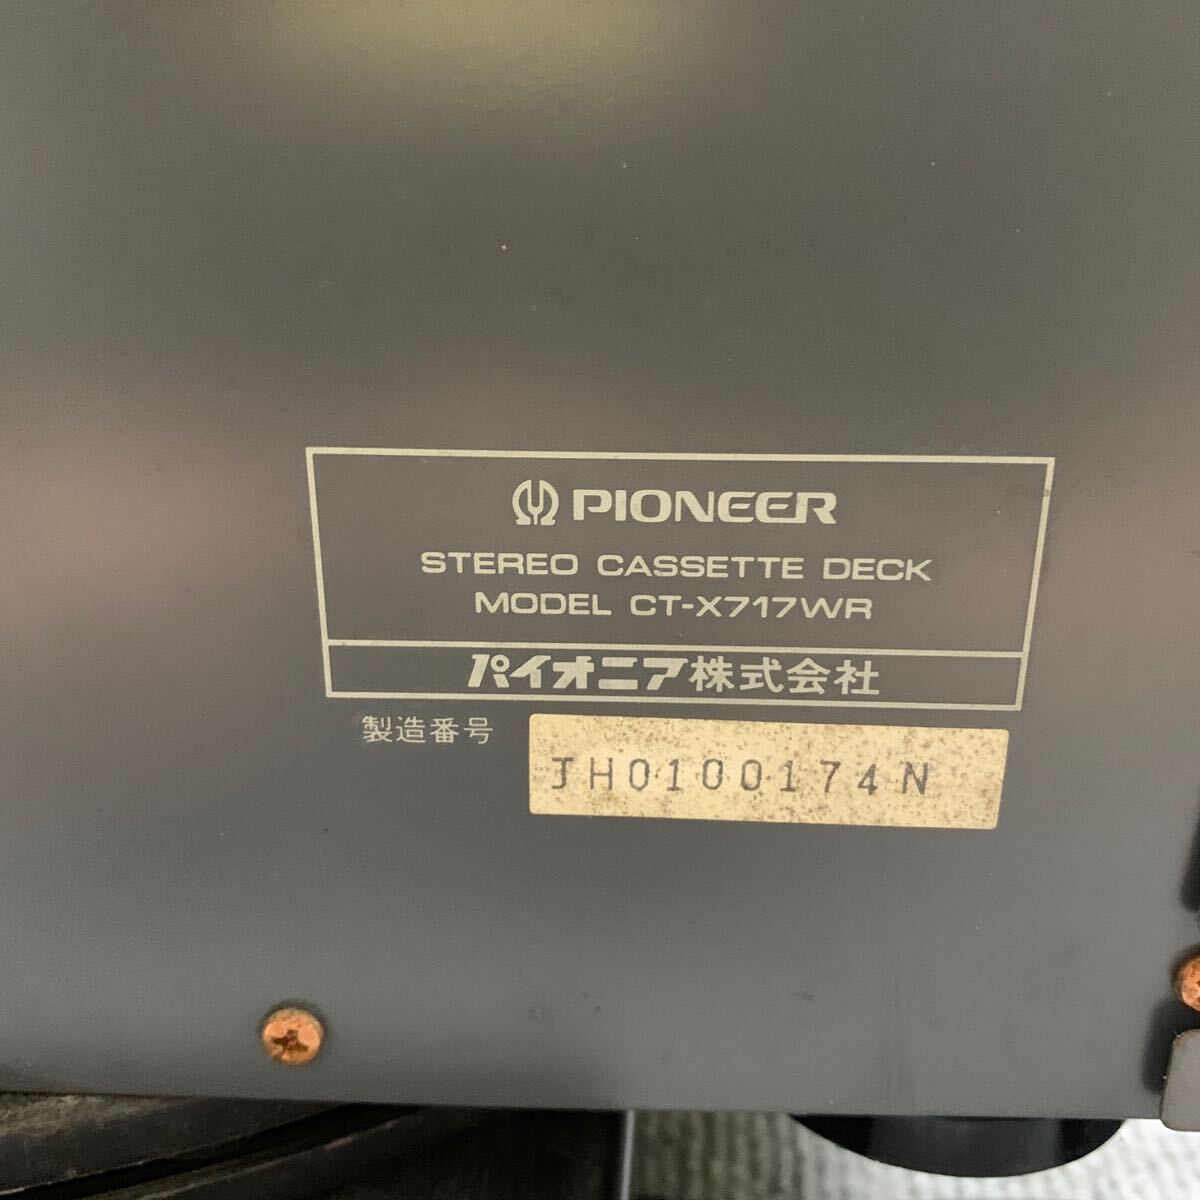 PIONEER
STEREO CASSETTE DECK
MODEL CT-X717WR
パイオニア株式会社
製造番号
JH0100174N